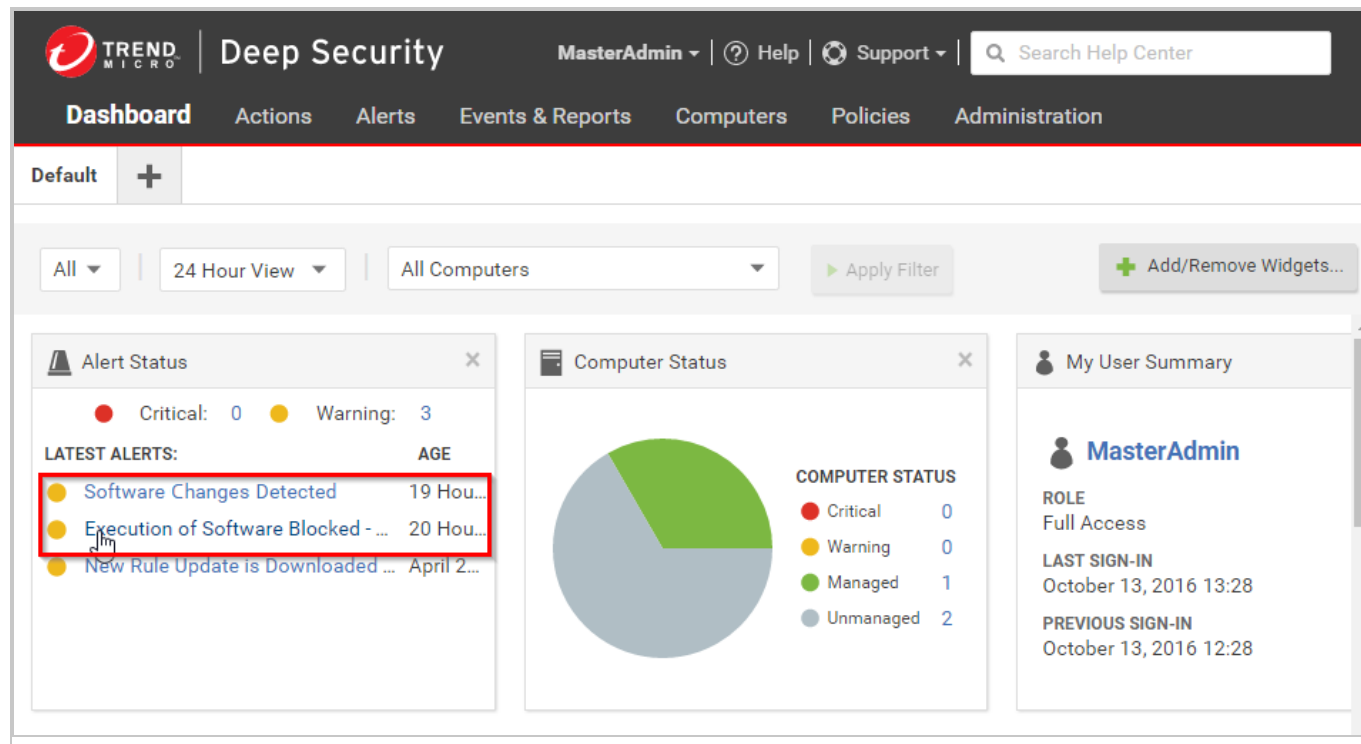 TREND MICRO Deep Security MasterAdmin Help Support Search Help Center
Dashboard Actions Alerts Events & Reports Computers Policies Administration
Default
All 24 Hour View All Computers Apply Filter Add/Remove Widgets...
Alert Status
Critical: 0 Warning: 3
LATEST ALERTS: AGE
Software Changes Detected 19 Hou...
Execution of Software Blocked - ... 20 Hou...
New Rule Update is Downloaded ... April 2...
Computer Status
COMPUTER STATUS
Critical 0
Warning 0
Managed 1
Unmanaged 2
My User Summary
MasterAdmin
ROLE
Full Access
LAST SIGN-IN
October 13, 2016 13:28
PREVIOUS SIGN-IN
October 13, 2016 12:28